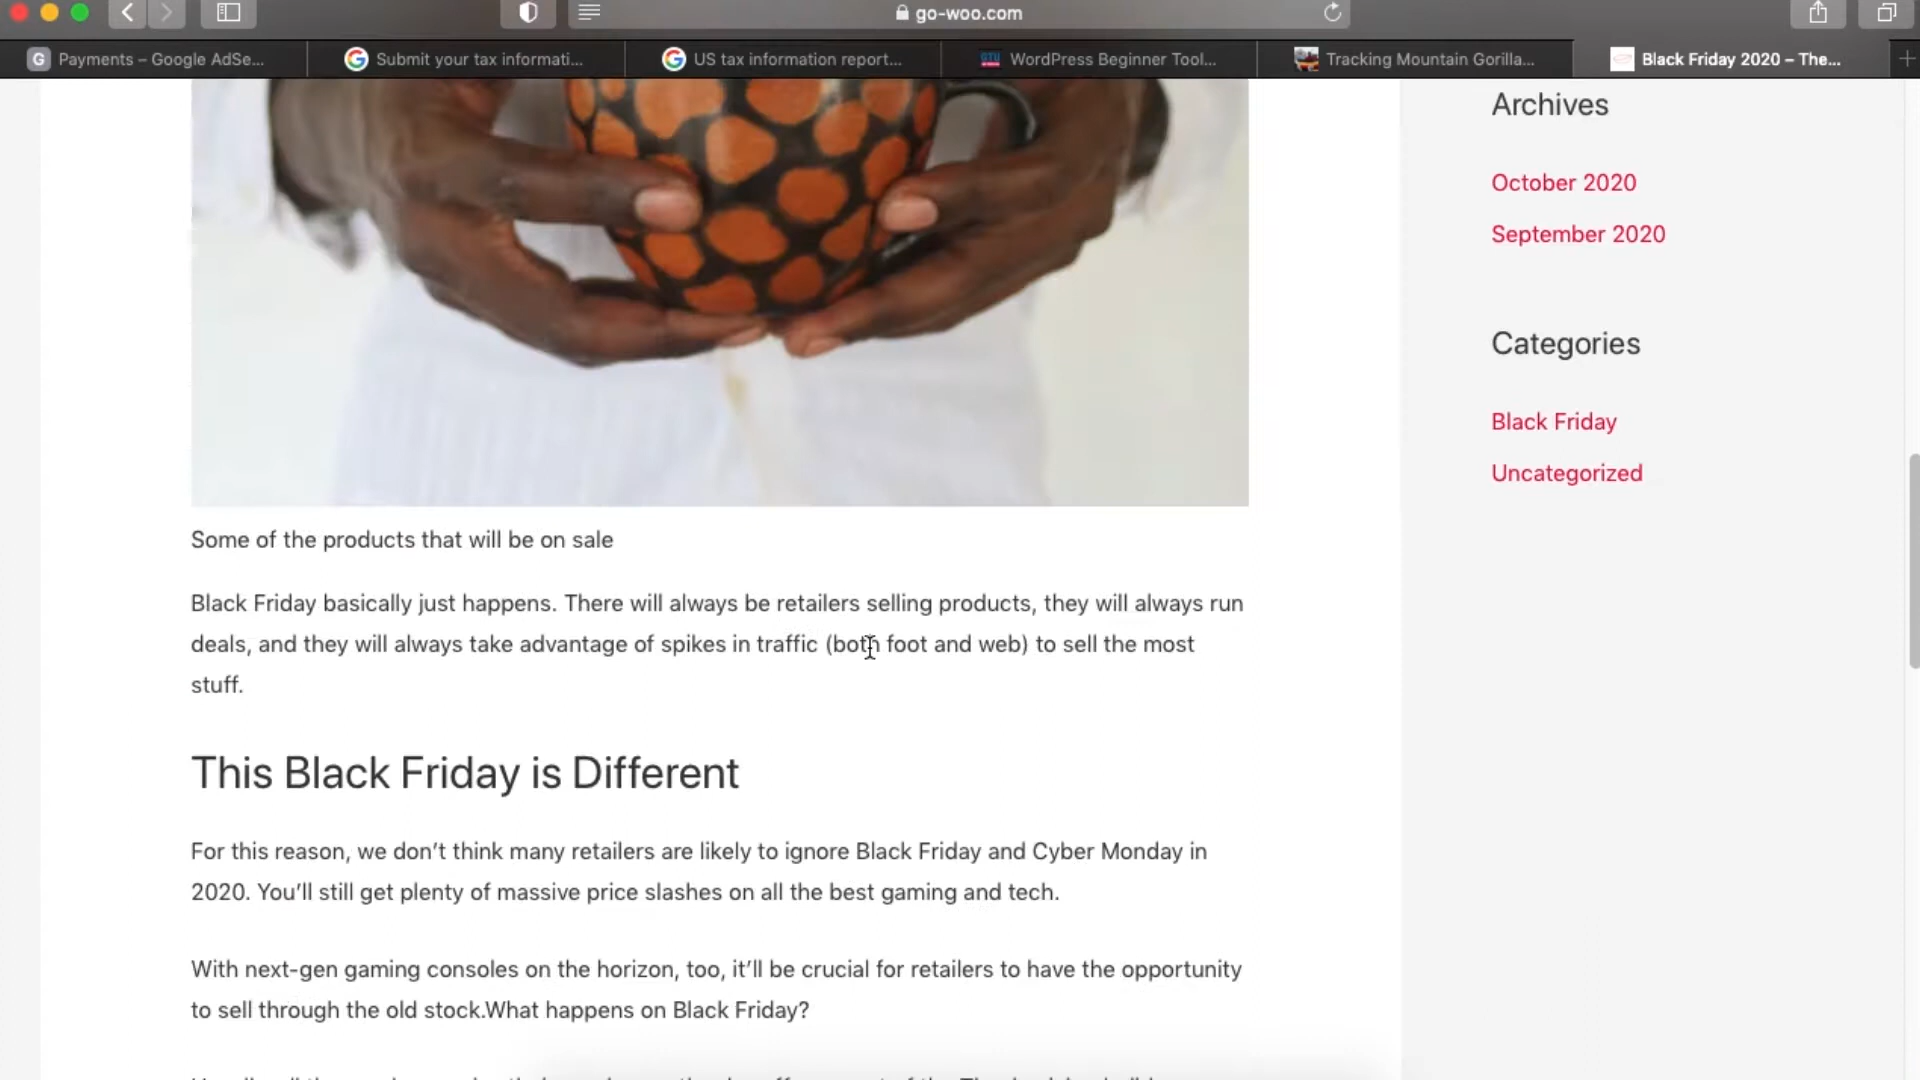 go-woo.com
G Payments – Google AdSe...
Submit your tax informati...
US tax information report...
WordPress Beginner Tool...
Tracking Mountain Gorilla...
Black Friday 2020 – The...
Archives
October 2020
September 2020
Categories
Black Friday
Uncategorized
Some of the products that will be on sale
Black Friday basically just happens. There will always be retailers selling products, they will always run
deals, and they will always take advantage of spikes in traffic (both foot and web) to sell the most
stuff.
This Black Friday is Different
For this reason, we don’t think many retailers are likely to ignore Black Friday and Cyber Monday in
2020. You’ll still get plenty of massive price slashes on all the best gaming and tech.
With next-gen gaming consoles on the horizon, too, it’ll be crucial for retailers to have the opportunity
to sell through the old stock.What happens on Black Friday?